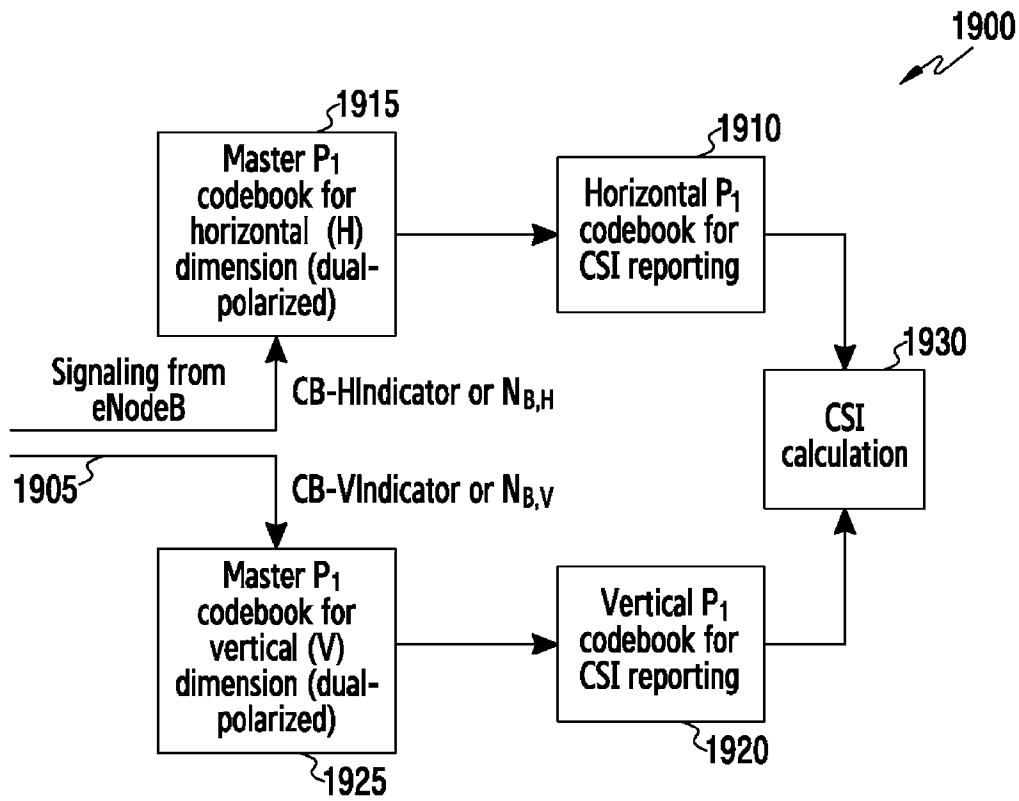 1900
1915
Master P1
codebook for
horizontal (H)
dimension (dual-
polarized)
1910
Horizontal P1
codebook for
CSI reporting
1930
CSI
calculation
Signaling from
eNodeB
CB-HIndicator or NB,H
1905
CB-VIndicator or NB,V
Master P1
codebook for
vertical (V)
dimension (dual-
polarized)
1925
Vertical P1
codebook for
CSI reporting
1920